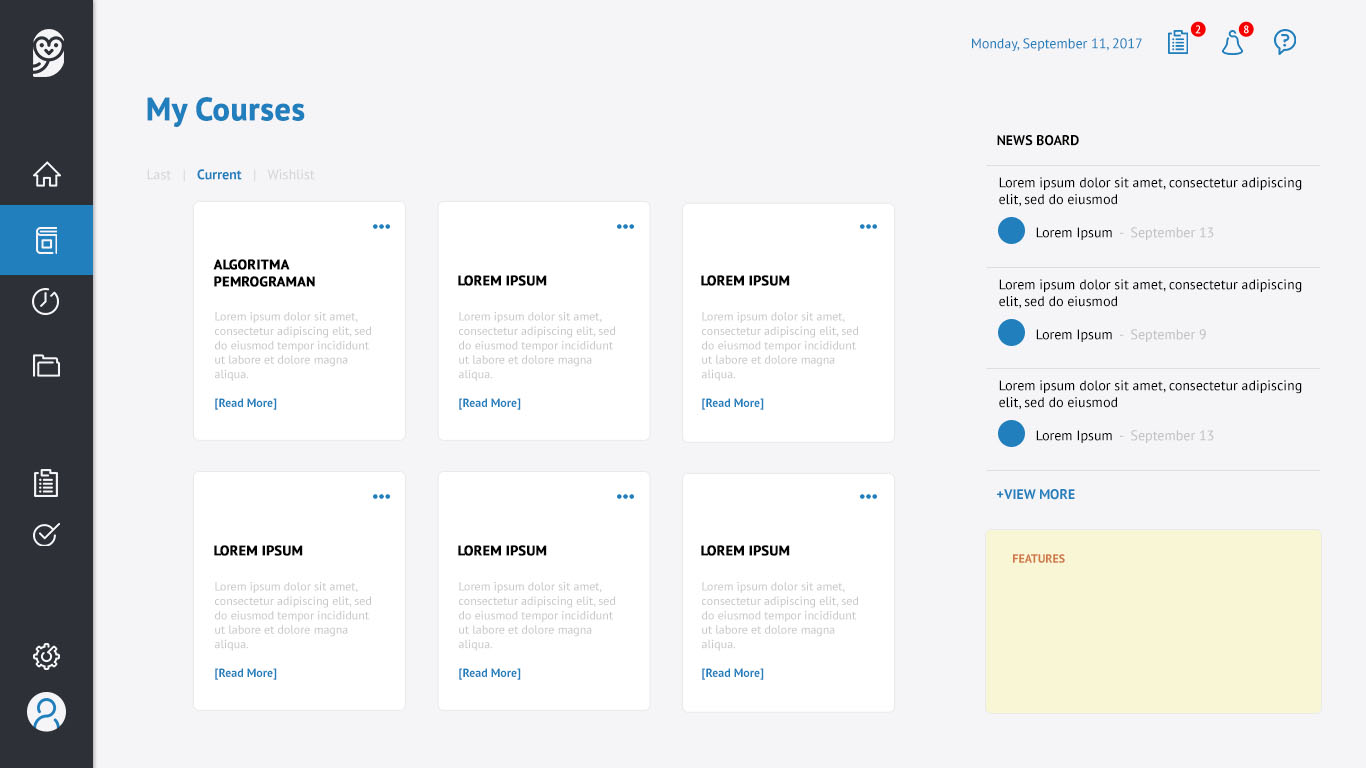 Monday, September 11, 2017
2
8
My Courses
Last | Current | Wishlist
ALGORITMA
PEMROGRAMAN
Lorem ipsum dolor sit amet,
consectetur adipiscing elit, sed
do eiusmod tempor incididunt
ut labore et dolore magna
aliqua.
[Read More]
LOREM IPSUM
Lorem ipsum dolor sit amet,
consectetur adipiscing elit, sed
do eiusmod tempor incididunt
ut labore et dolore magna
aliqua.
[Read More]
LOREM IPSUM
Lorem ipsum dolor sit amet,
consectetur adipiscing elit, sed
do eiusmod tempor incididunt
ut labore et dolore magna
aliqua.
[Read More]
LOREM IPSUM
Lorem ipsum dolor sit amet,
consectetur adipiscing elit, sed
do eiusmod tempor incididunt
ut labore et dolore magna
aliqua.
[Read More]
LOREM IPSUM
Lorem ipsum dolor sit amet,
consectetur adipiscing elit, sed
do eiusmod tempor incididunt
ut labore et dolore magna
aliqua.
[Read More]
LOREM IPSUM
Lorem ipsum dolor sit amet,
consectetur adipiscing elit, sed
do eiusmod tempor incididunt
ut labore et dolore magna
aliqua.
[Read More]
NEWS BOARD
Lorem ipsum dolor sit amet, consectetur adipiscing
elit, sed do eiusmod
Lorem Ipsum - September 13
Lorem ipsum dolor sit amet, consectetur adipiscing
elit, sed do eiusmod
Lorem Ipsum - September 9
Lorem ipsum dolor sit amet, consectetur adipiscing
elit, sed do eiusmod
Lorem Ipsum - September 13
+VIEW MORE
FEATURES